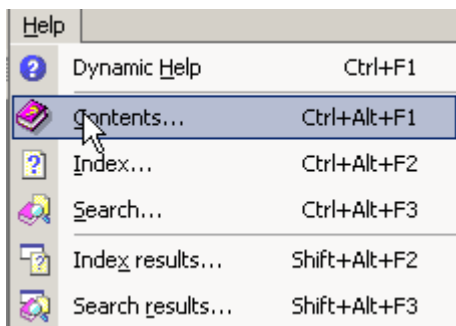 Help
Dynamic Help Ctrl+F1
Contents... Ctrl+Alt+F1
Index... Ctrl+Alt+F2
Search... Ctrl+Alt+F3
Index results... Shift+Alt+F2
Search results... Shift+Alt+F3